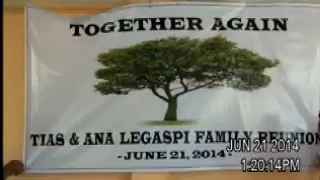 TOGETHER AGAIN
TIAS & ANA LEGASPI FAMILY REUNION
- JUNE 21, 2014 -
JUN 21 2014
1:20:14PM